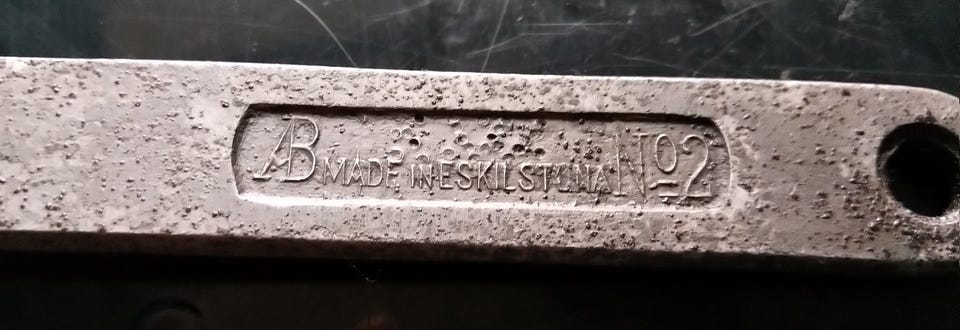 AB MADE IN ESKILSTUNA No 2